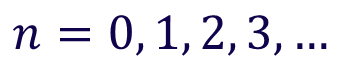 n = 0, 1, 2, 3, ...